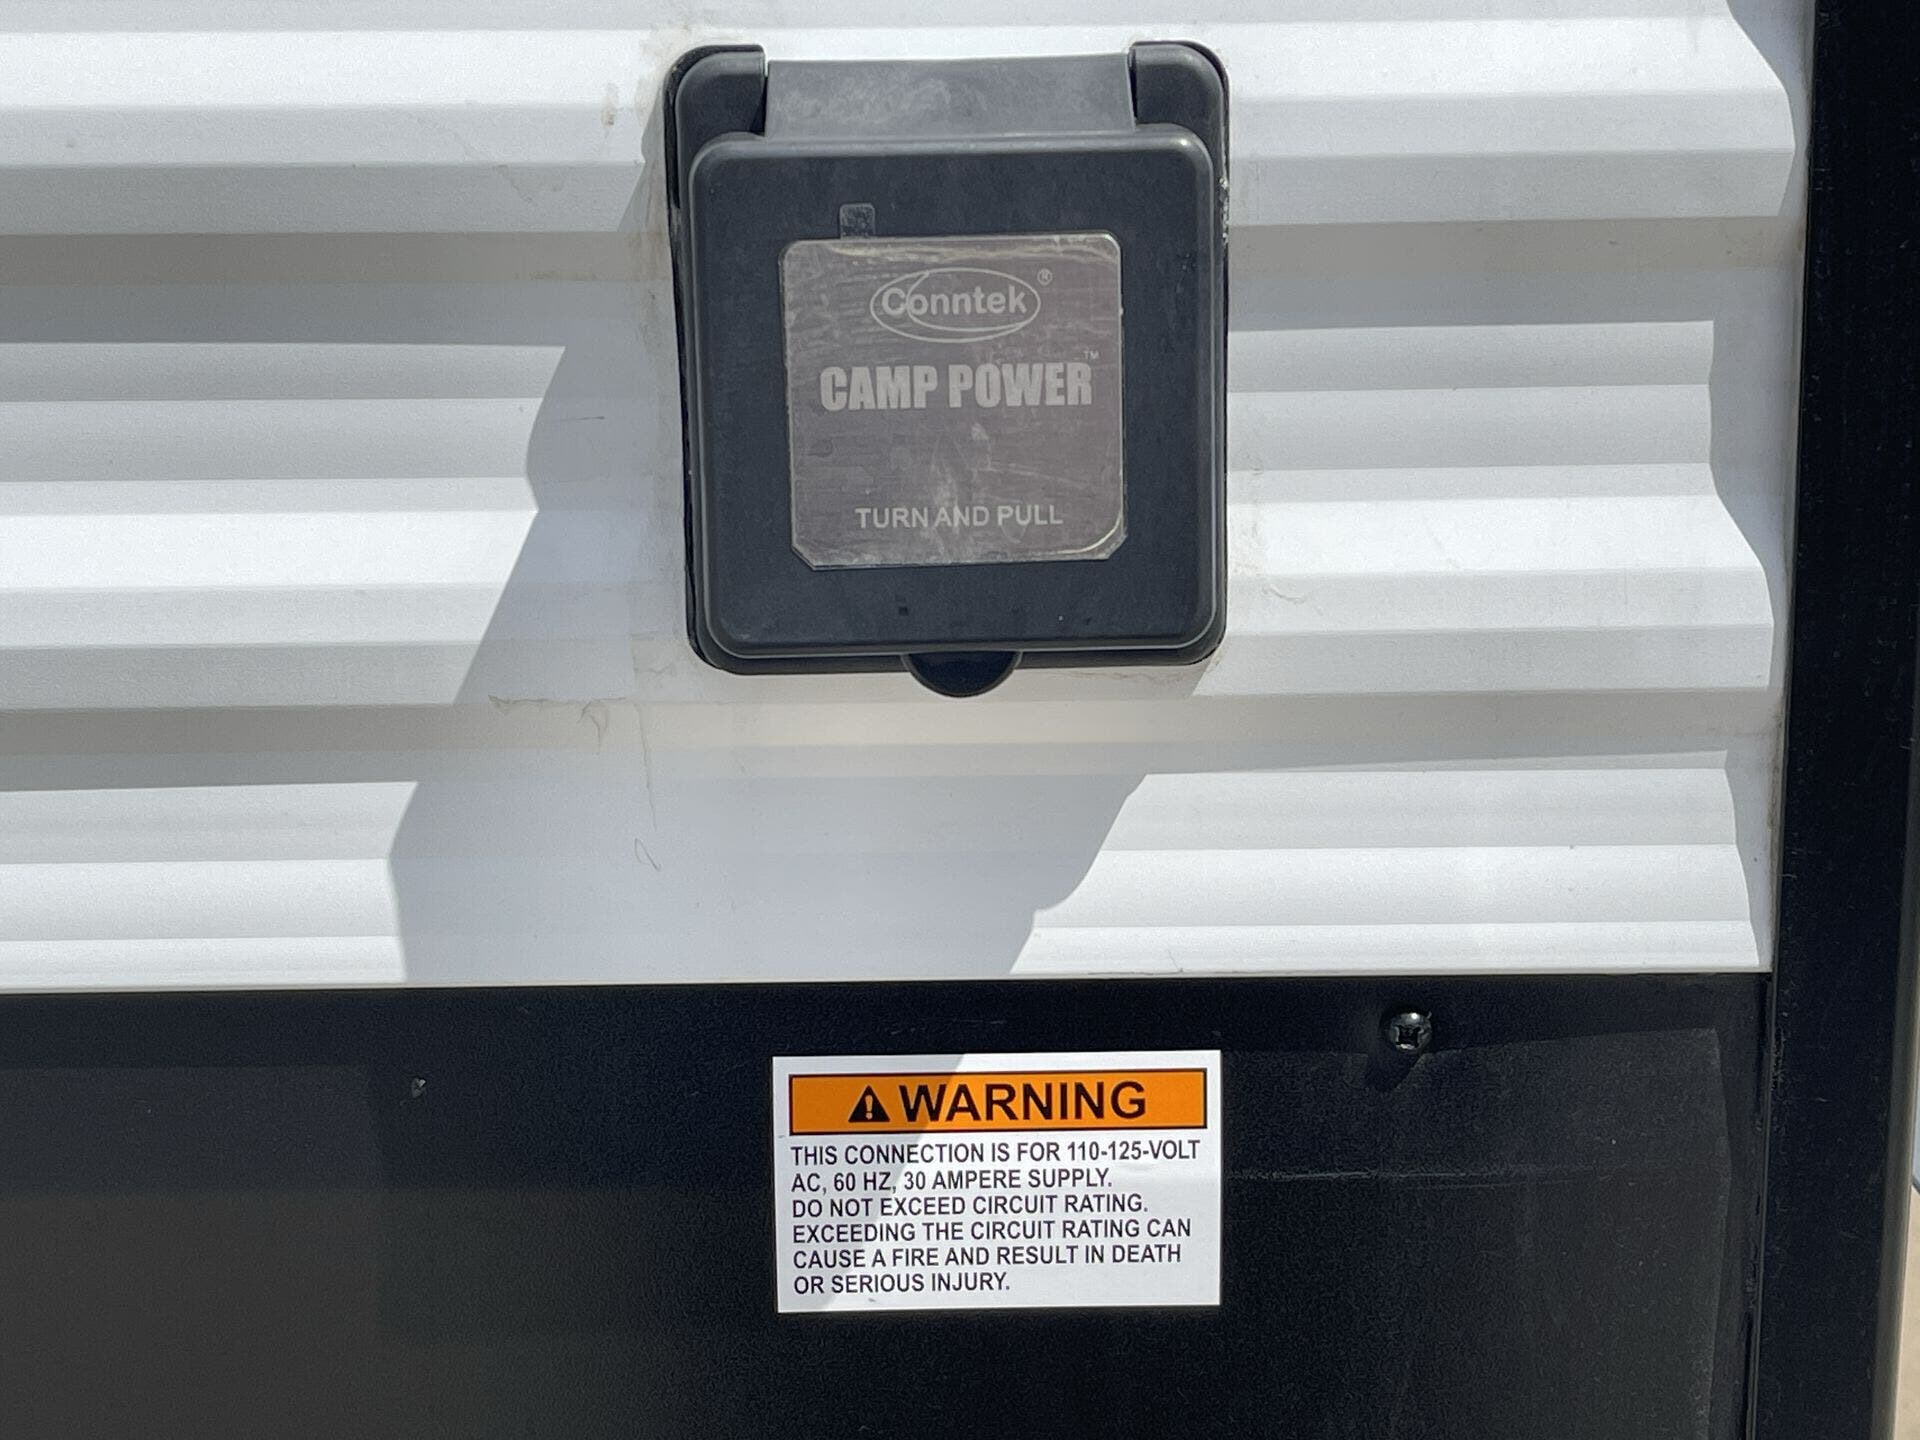 Conntek®
CAMP POWER™
TURN AND PULL
⚠ WARNING
THIS CONNECTION IS FOR 110-125-VOLT
AC, 60 HZ, 30 AMPERE SUPPLY.
DO NOT EXCEED CIRCUIT RATING.
EXCEEDING THE CIRCUIT RATING CAN
CAUSE A FIRE AND RESULT IN DEATH
OR SERIOUS INJURY.